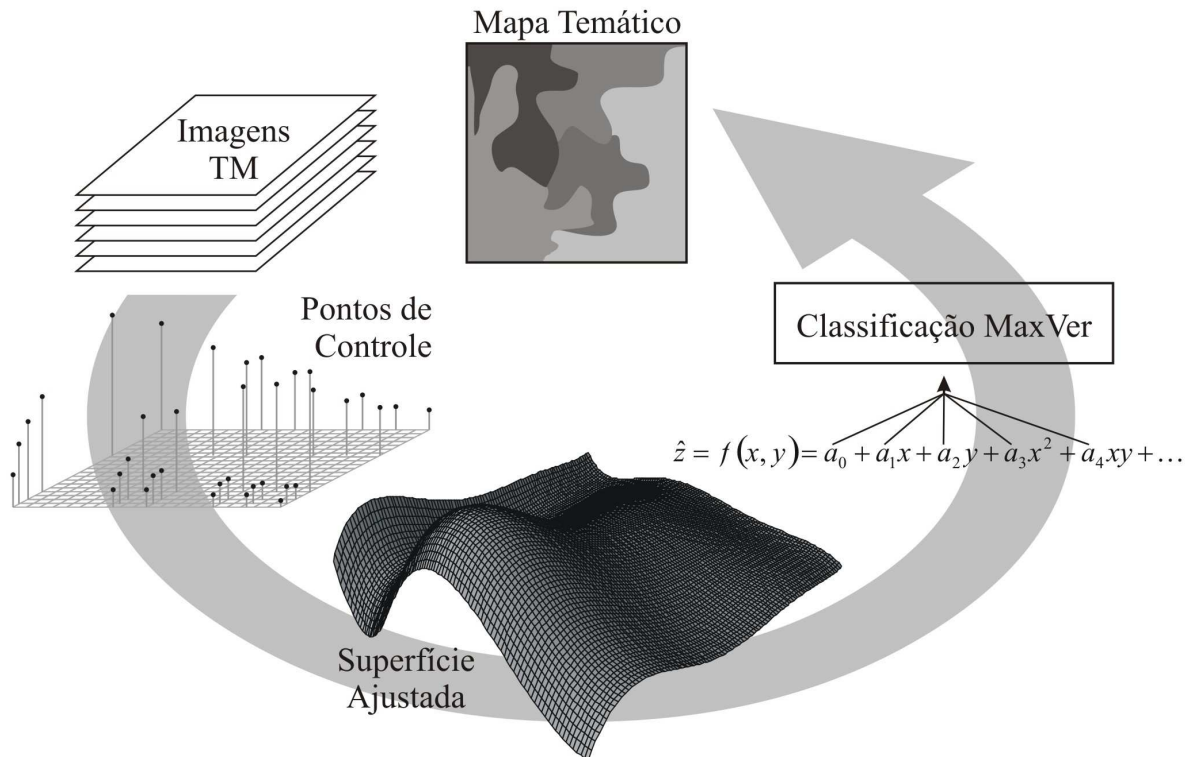 Mapa Temático
Imagens
TM
Pontos de
Controle
Classificação MaxVer
ẑ = f (x, y) = a₀ + a₁x + a₂y + a₃x² + a₄xy + …
Superfície
Ajustada